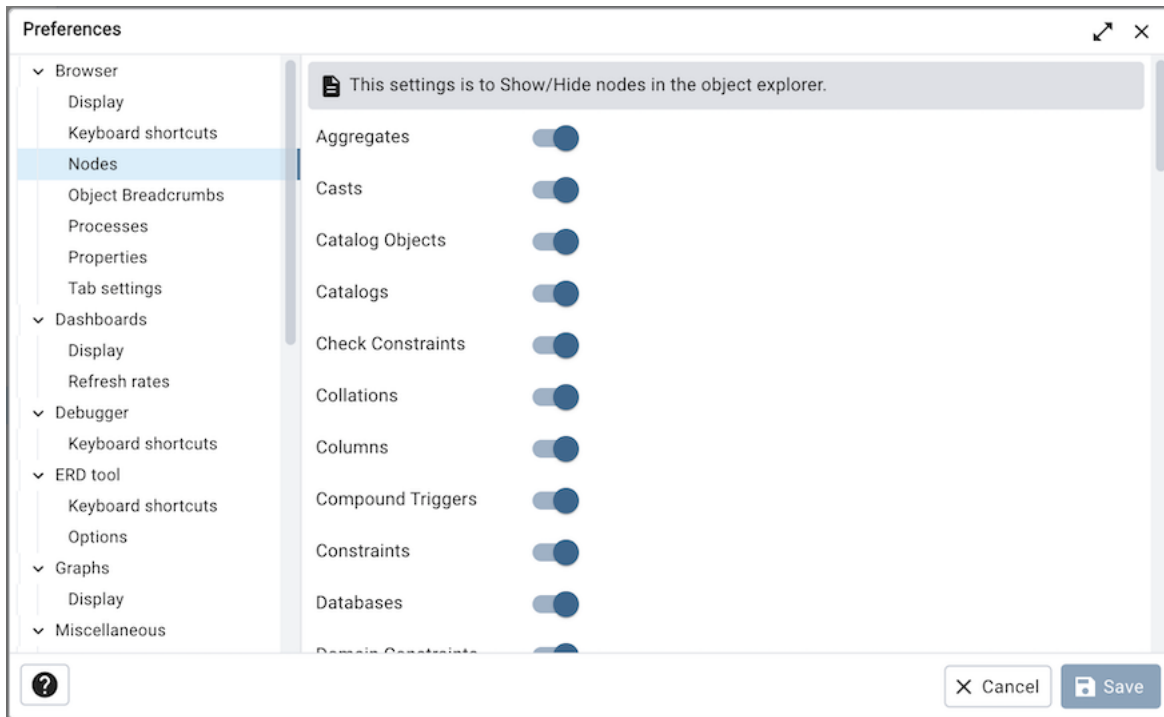 Preferences
Browser
Display
Keyboard shortcuts
Nodes
Object Breadcrumbs
Processes
Properties
Tab settings
Dashboards
Display
Refresh rates
Debugger
Keyboard shortcuts
ERD tool
Keyboard shortcuts
Options
Graphs
Display
Miscellaneous
This settings is to Show/Hide nodes in the object explorer.
Aggregates
Casts
Catalog Objects
Catalogs
Check Constraints
Collations
Columns
Compound Triggers
Constraints
Databases
Domain Constraints
Cancel
Save